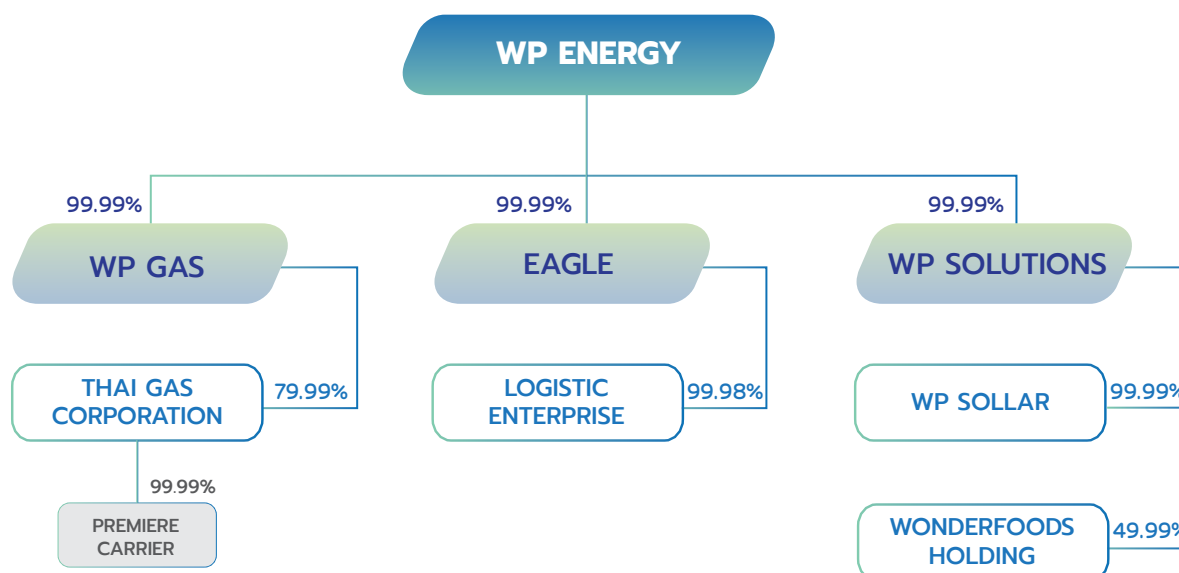 WP ENERGY
99.99%
99.99%
99.99%
WP GAS
EAGLE
WP SOLUTIONS
THAI GAS
CORPORATION
79.99%
LOGISTIC
ENTERPRISE
99.98%
WP SOLLAR
99.99%
99.99%
PREMIERE
CARRIER
WONDERFOODS
HOLDING
49.99%